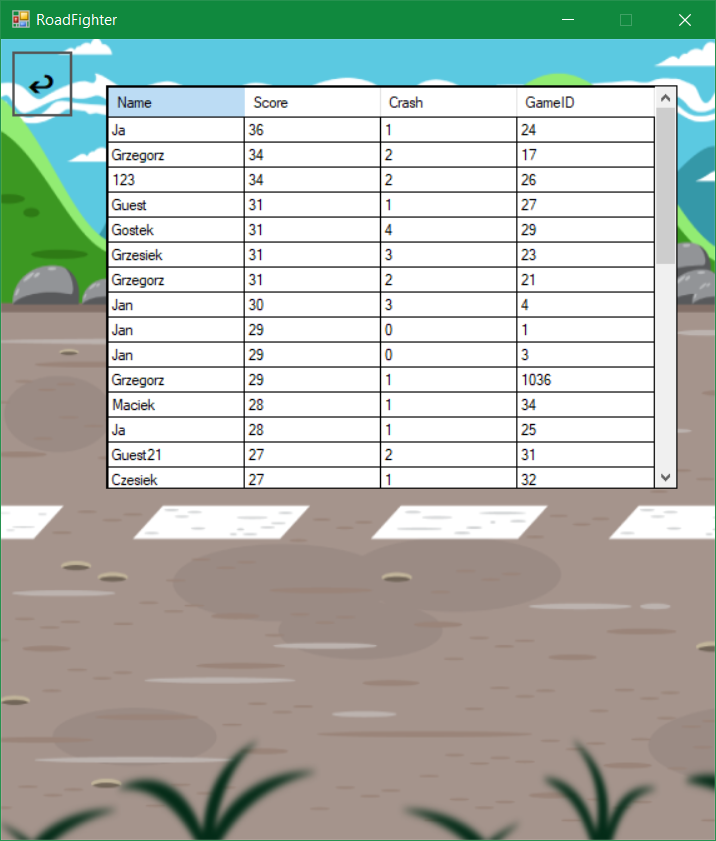 RoadFighter
Name Score Crash GameID
Ja 36 1 24
Grzegorz 34 2 17
123 34 2 26
Guest 31 1 27
Gostek 31 4 29
Grzesiek 31 3 23
Grzegorz 31 2 21
Jan 30 3 4
Jan 29 0 1
Jan 29 0 3
Grzegorz 29 1 1036
Maciek 28 1 34
Ja 28 1 25
Guest21 27 2 31
Czesiek 27 1 32